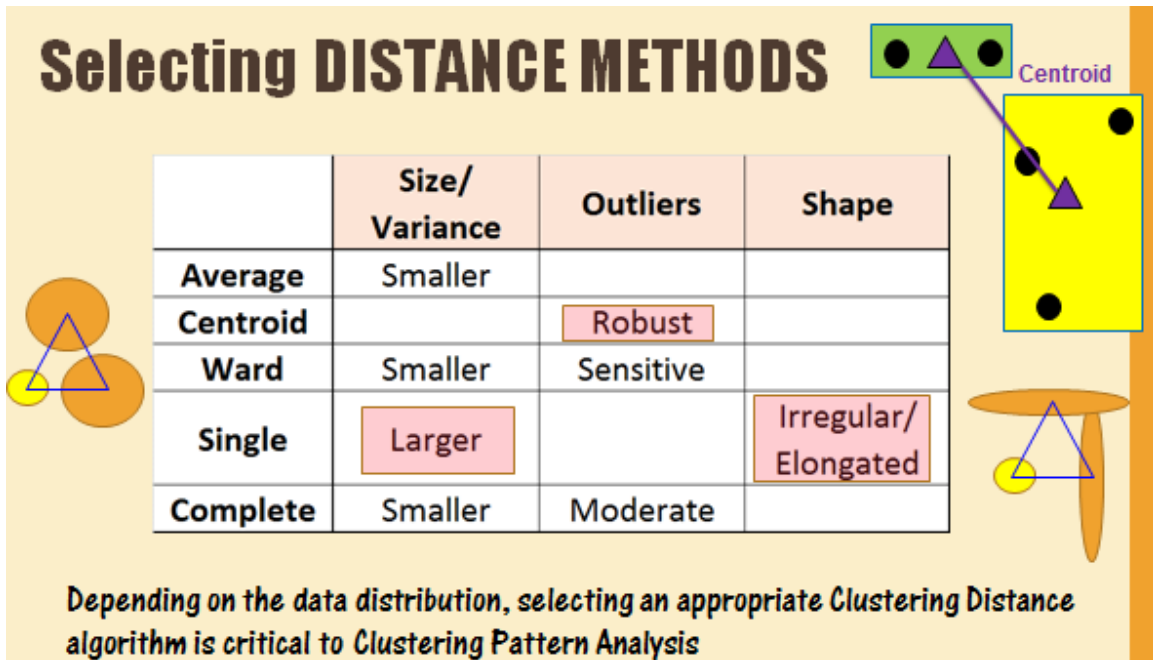 Selecting DISTANCE METHODS
Centroid
Size/
Variance
Outliers
Shape
Average Smaller
Centroid Robust
Ward Smaller Sensitive
Single Larger Irregular/
Elongated
Complete Smaller Moderate
Depending on the data distribution, selecting an appropriate Clustering Distance
algorithm is critical to Clustering Pattern Analysis